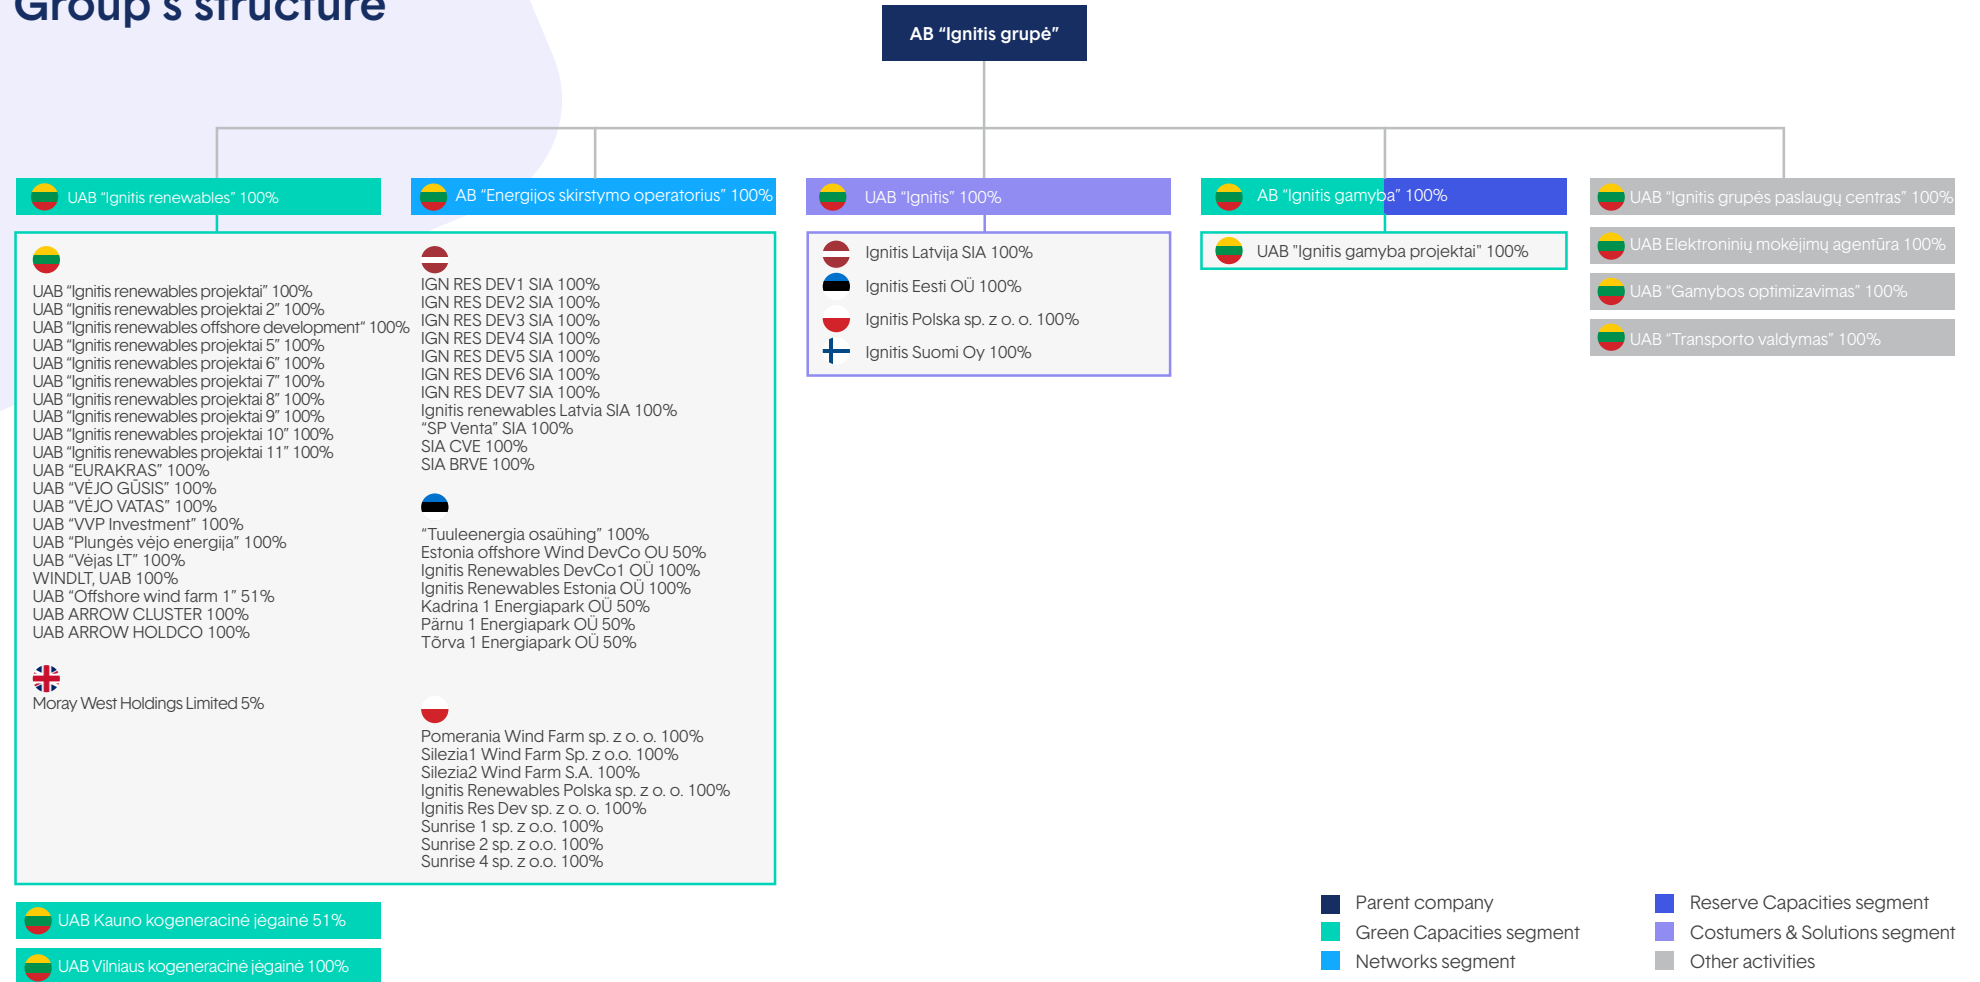 Group's structure
AB “Ignitis grupė”
UAB “Ignitis renewables” 100%
UAB “Ignitis renewables projektai” 100%
UAB “Ignitis renewables projektai 2” 100%
UAB “Ignitis renewables offshore development“ 100%
UAB “Ignitis renewables projektai 5” 100%
UAB “Ignitis renewables projektai 6” 100%
UAB “Ignitis renewables projektai 7” 100%
UAB “Ignitis renewables projektai 8” 100%
UAB “Ignitis renewables projektai 9” 100%
UAB “Ignitis renewables projektai 10” 100%
UAB “Ignitis renewables projektai 11” 100%
UAB “EURAKRAS” 100%
UAB “VĖJO GŪSIS” 100%
UAB “VĖJO VATAS” 100%
UAB “VVP Investment” 100%
UAB “Plungės vėjo energija” 100%
UAB “Vėjas LT” 100%
WINDLT, UAB 100%
UAB “Offshore wind farm 1” 51%
UAB ARROW CLUSTER 100%
UAB ARROW HOLDCO 100%
Moray West Holdings Limited 5%
IGN RES DEV1 SIA 100%
IGN RES DEV2 SIA 100%
IGN RES DEV3 SIA 100%
IGN RES DEV4 SIA 100%
IGN RES DEV5 SIA 100%
IGN RES DEV6 SIA 100%
IGN RES DEV7 SIA 100%
Ignitis renewables Latvia SIA 100%
“SP Venta” SIA 100%
SIA CVE 100%
SIA BRVE 100%
“Tuuleenergia osaühing” 100%
Estonia offshore Wind DevCo OU 50%
Ignitis Renewables DevCo1 OÜ 100%
Ignitis Renewables Estonia OÜ 100%
Kadrina 1 Energiapark OÜ 50%
Pärnu 1 Energiapark OÜ 50%
Tõrva 1 Energiapark OÜ 50%
Pomerania Wind Farm sp. z o. o. 100%
Silezia1 Wind Farm Sp. z o.o. 100%
Silezia2 Wind Farm S.A. 100%
Ignitis Renewables Polska sp. z o. o. 100%
Ignitis Res Dev sp. z o. o. 100%
Sunrise 1 sp. z o.o. 100%
Sunrise 2 sp. z o.o. 100%
Sunrise 4 sp. z o.o. 100%
UAB Kauno kogeneracinė jėgainė 51%
UAB Vilniaus kogeneracinė jėgainė 100%
AB “Energijos skirstymo operatorius” 100%
UAB “Ignitis” 100%
Ignitis Latvija SIA 100%
Ignitis Eesti OÜ 100%
Ignitis Polska sp. z o. o. 100%
Ignitis Suomi Oy 100%
AB “Ignitis gamyba” 100%
UAB "Ignitis gamyba projektai” 100%
UAB “Ignitis grupės paslaugų centras” 100%
UAB Elektroninių mokėjimų agentūra 100%
UAB “Gamybos optimizavimas” 100%
UAB “Transporto valdymas” 100%
Parent company
Green Capacities segment
Networks segment
Reserve Capacities segment
Costumers & Solutions segment
Other activities